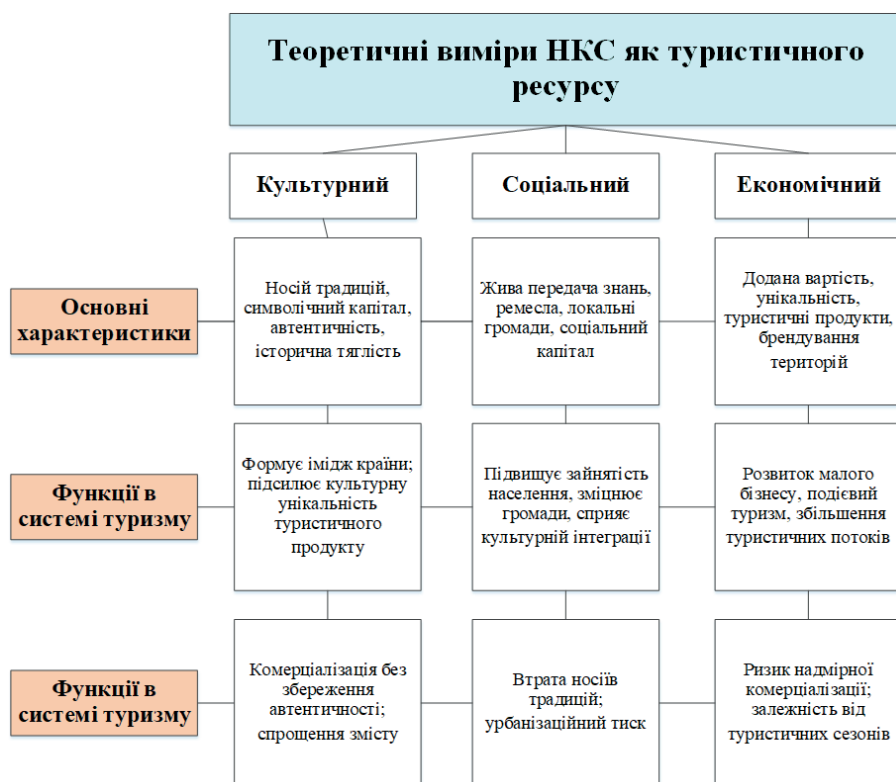 Теоретичні виміри НКС як туристичного
ресурсу
Культурний
Соціальний
Економічний
Основні
характеристики
Носій традицій,
символічний капітал,
автентичність,
історична тяглість
Жива передача знань,
ремесла, локальні
громади, соціальний
капітал
Додана вартість,
унікальність,
туристичні продукти,
брендування
територій
Функції в
системі туризму
Формує імідж країни;
підсилює культурну
унікальність
туристичного
продукту
Підвищує зайнятість
населення, зміцнює
громади, сприяє
культурній інтеграції
Розвиток малого
бізнесу, подієвий
туризм, збільшення
туристичних потоків
Функції в
системі туризму
Комерціалізація без
збереження
автентичності;
спрощення змісту
Втрата носіїв
традицій;
урбанізаційний тиск
Ризик надмірної
комерціалізації;
залежність від
туристичних сезонів